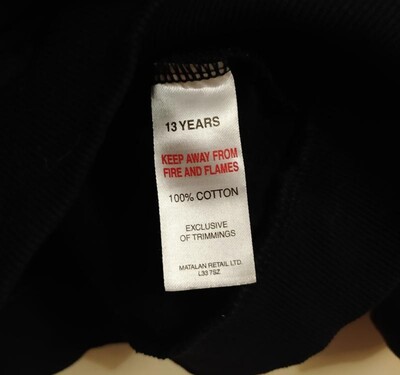 13 YEARS
KEEP AWAY FROM
FIRE AND FLAMES
100% COTTON
EXCLUSIVE
OF TRIMMINGS
MATALAN RETAIL LTD.
L33 7SZ